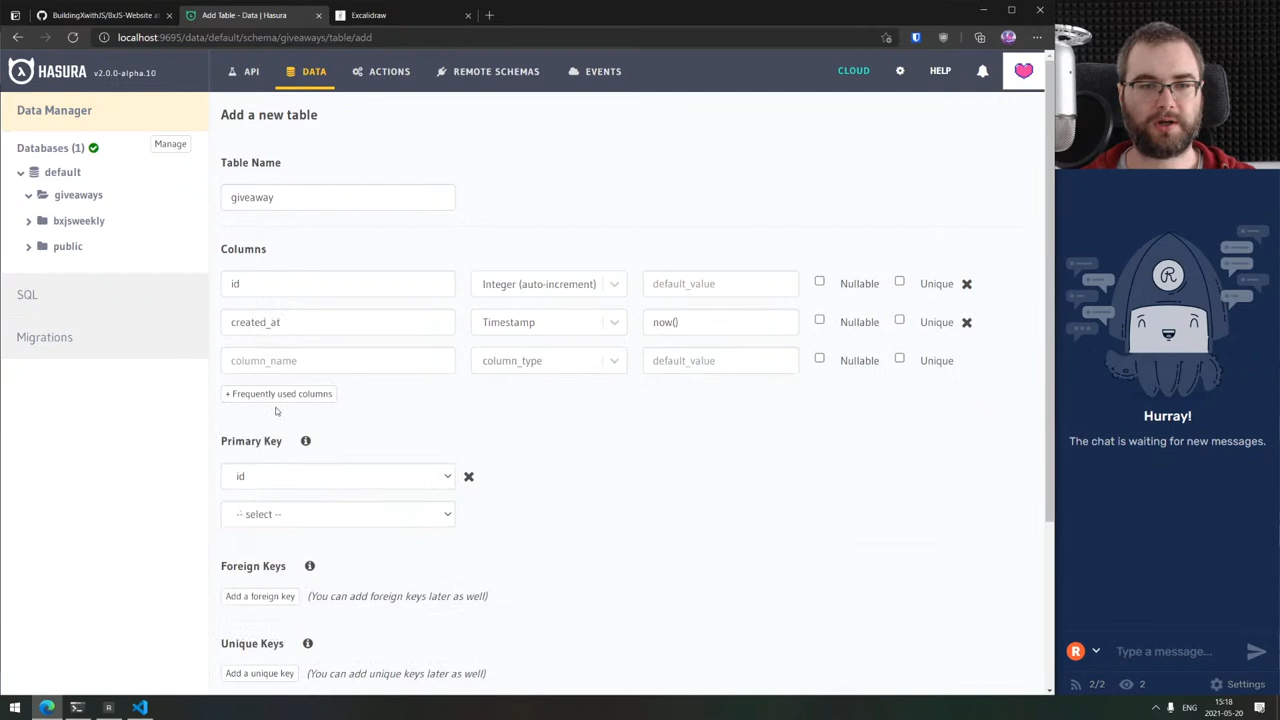 BuildingXwithJS/BxJS-Website at
Add Table - Data | Hasura
Excalidraw
localhost:9695/data/default/schema/giveaways/table/add
HASURA v2.0.0-alpha.10
API
DATA
ACTIONS
REMOTE SCHEMAS
EVENTS
CLOUD
HELP
Data Manager
Databases (1)
Manage
default
giveaways
bxjsweekly
public
SQL
Migrations
Add a new table
Table Name
giveaway
Columns
id Integer (auto-increment) default_value Nullable Unique
created_at Timestamp now() Nullable Unique
column_name column_type default_value Nullable Unique
+ Frequently used columns
Primary Key
id
-- select --
Foreign Keys
Add a foreign key (You can add foreign keys later as well)
Unique Keys
Add a unique key (You can add unique keys later as well)
R
Hurray!
The chat is waiting for new messages.
R Type a message...
2/2 2 Settings
ENG
15:18
2021-05-20